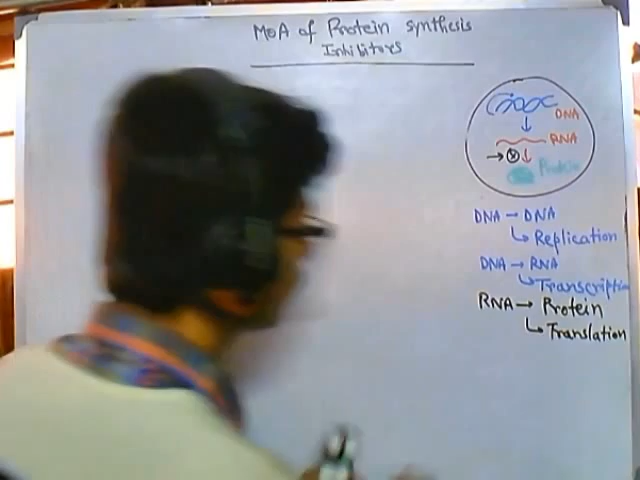 MOA of Protein synthesis
Inhibitors
DNA
RNA
Protein
DNA → DNA
↳ Replication
DNA → RNA
↳ Transcription
RNA → Protein
↳ Translation